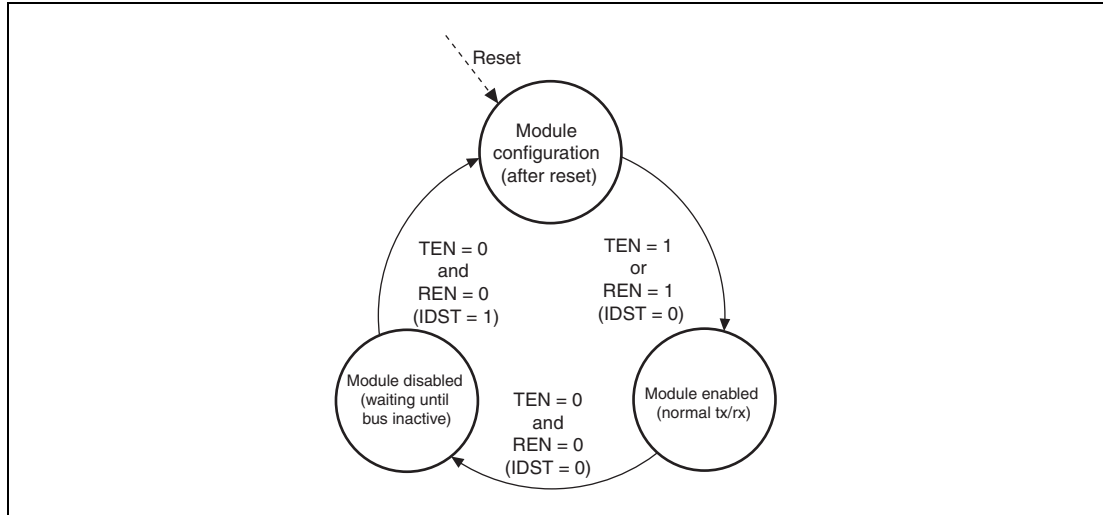 Reset
Module
configuration
(after reset)
TEN = 0
and
REN = 0
(IDST = 1)
TEN = 1
or
REN = 1
(IDST = 0)
Module disabled
(waiting until
bus inactive)
TEN = 0
and
REN = 0
(IDST = 0)
Module enabled
(normal tx/rx)